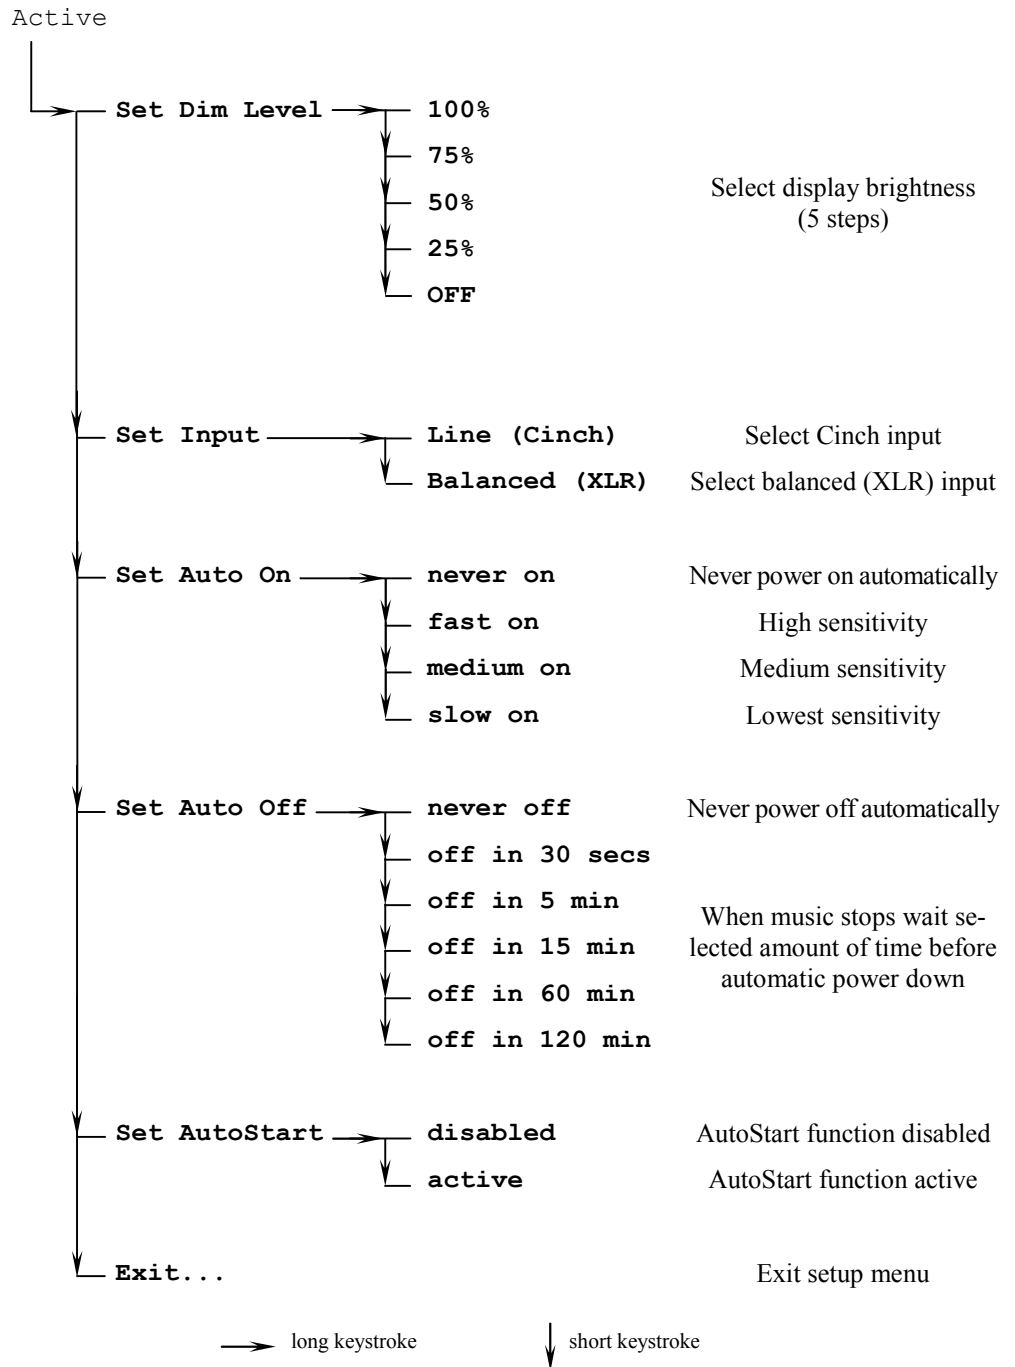 Active
Set Dim Level
100%
75%
50%
25%
OFF
Select display brightness
(5 steps)
Set Input
Line (Cinch)
Select Cinch input
Balanced (XLR)
Select balanced (XLR) input
Set Auto On
never on
Never power on automatically
fast on
High sensitivity
medium on
Medium sensitivity
slow on
Lowest sensitivity
Set Auto Off
never off
Never power off automatically
off in 30 secs
off in 5 min
off in 15 min
off in 60 min
off in 120 min
When music stops wait se-
lected amount of time before
automatic power down
Set AutoStart
disabled
AutoStart function disabled
active
AutoStart function active
Exit...
Exit setup menu
long keystroke
short keystroke